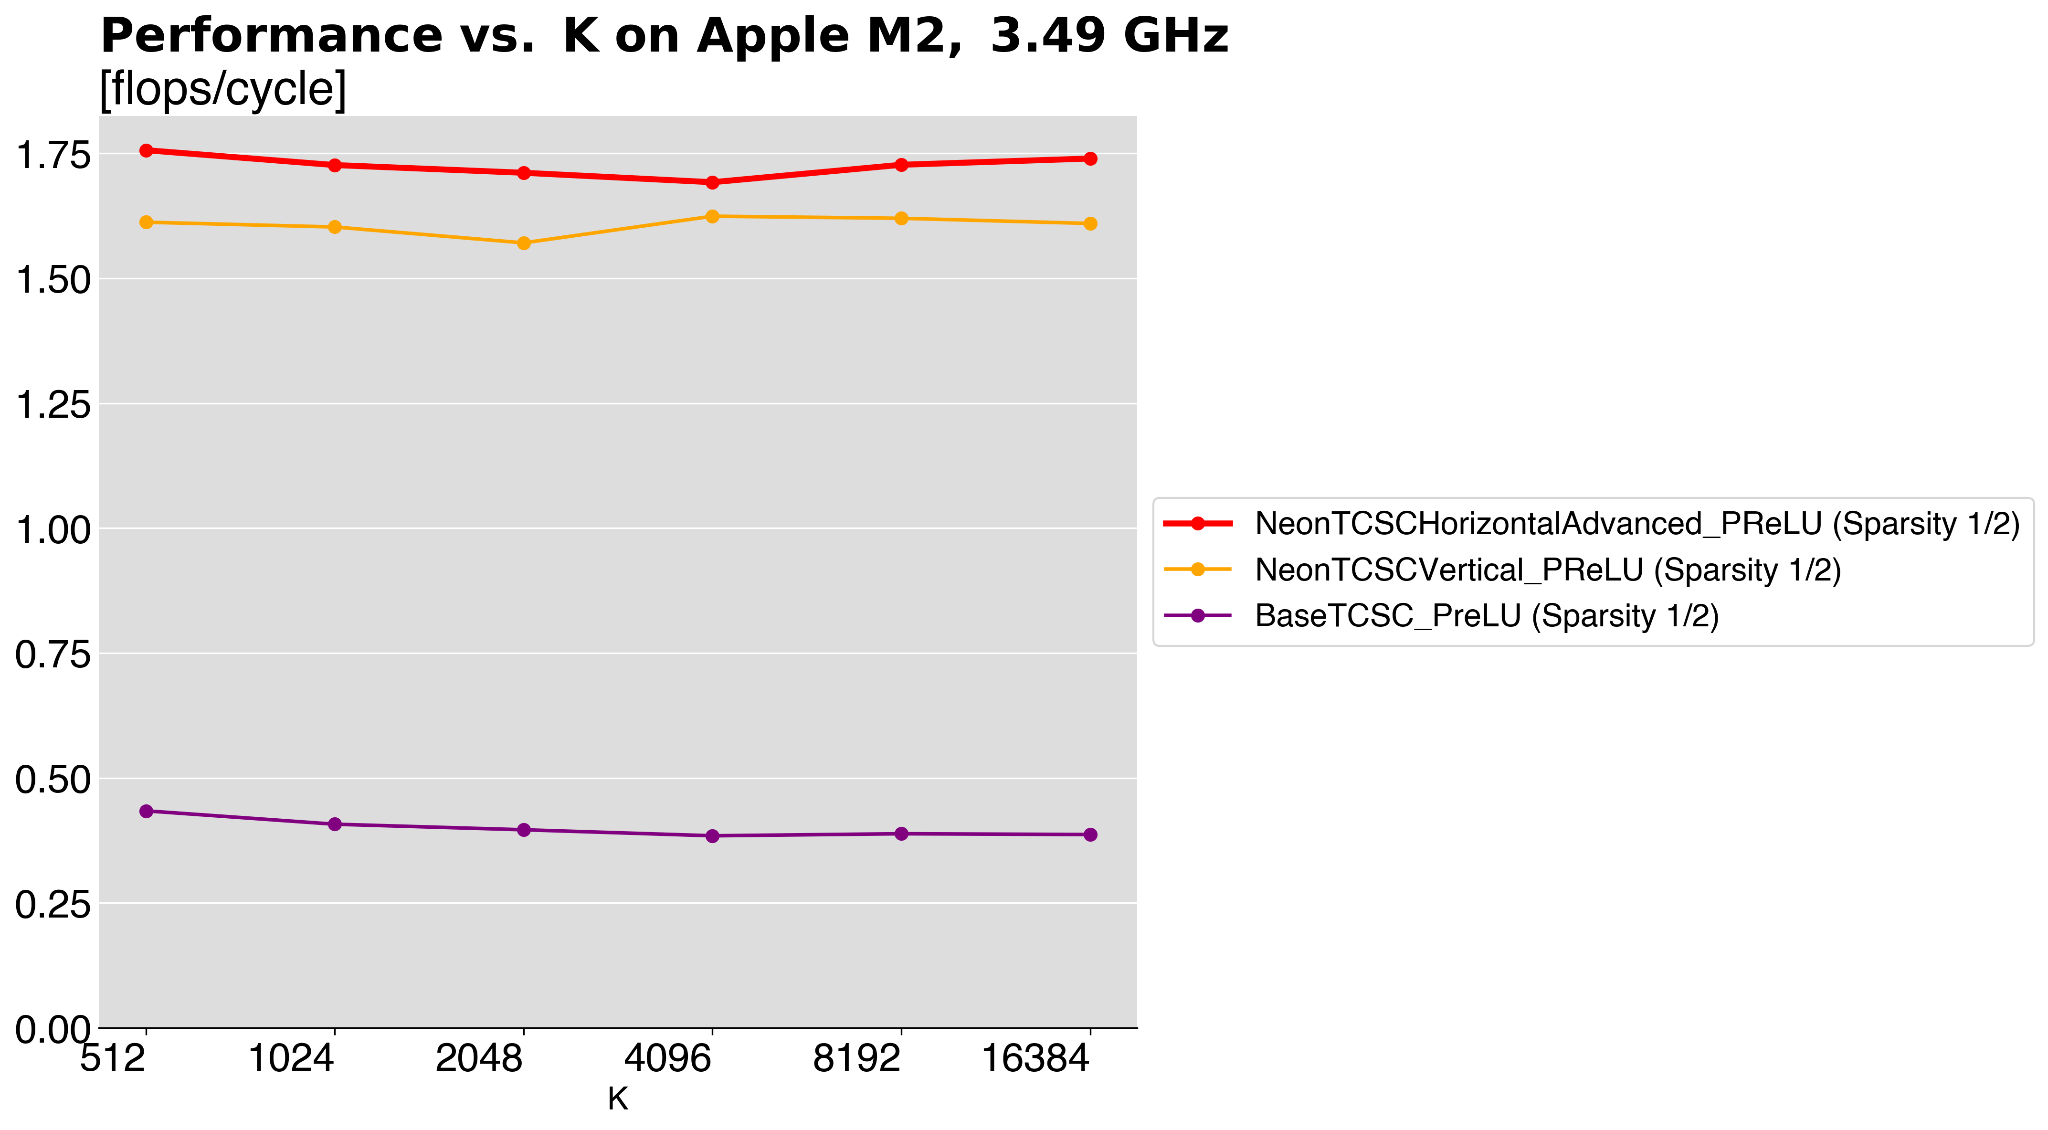 Performance vs. K on Apple M2, 3.49 GHz
[flops/cycle]
1.75
1.50
1.25
1.00
0.75
0.50
0.25
0.00
512 1024 2048 4096 8192 16384
K
NeonTCSCHorizontalAdvanced_PReLU (Sparsity 1/2)
NeonTCSCVertical_PReLU (Sparsity 1/2)
BaseTCSC_PreLU (Sparsity 1/2)